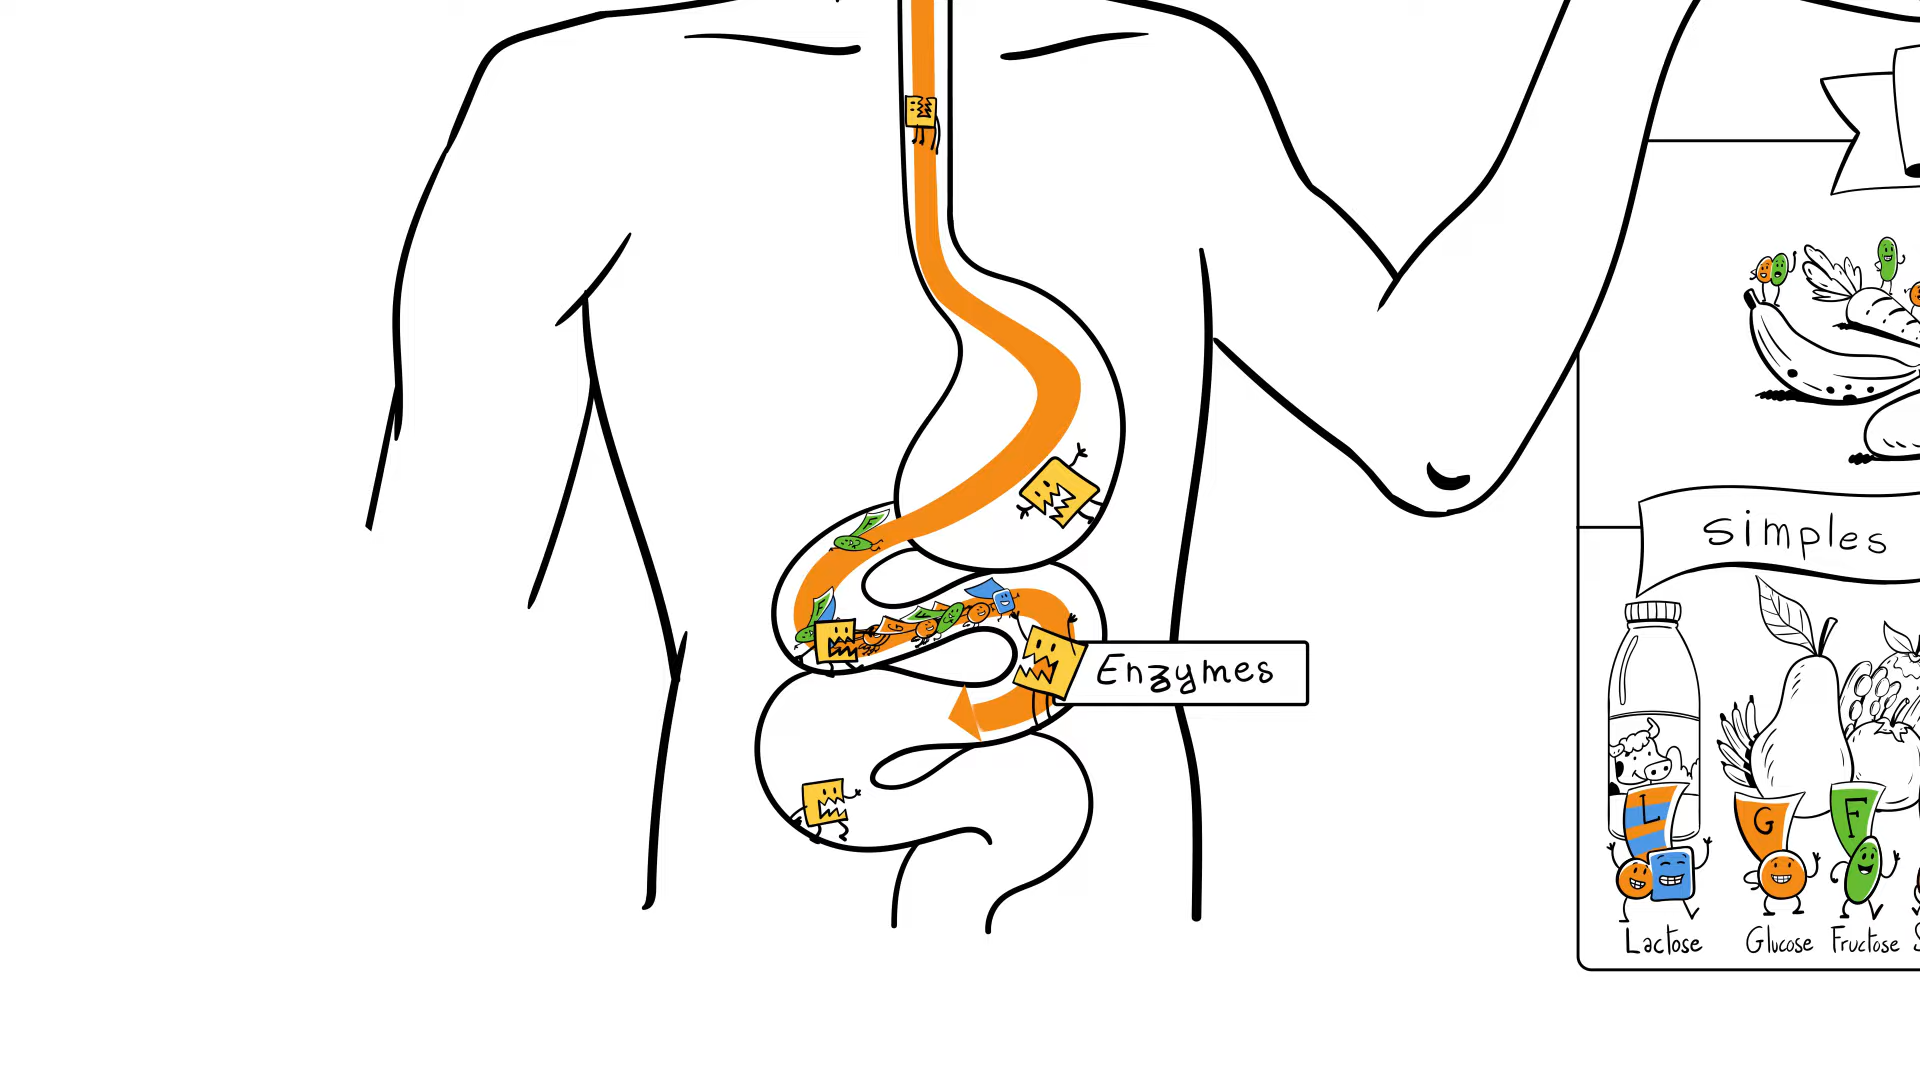 F
F
G
F
Enzymes
simples
L
G
F
Lactose
Glucose
Fructose
S